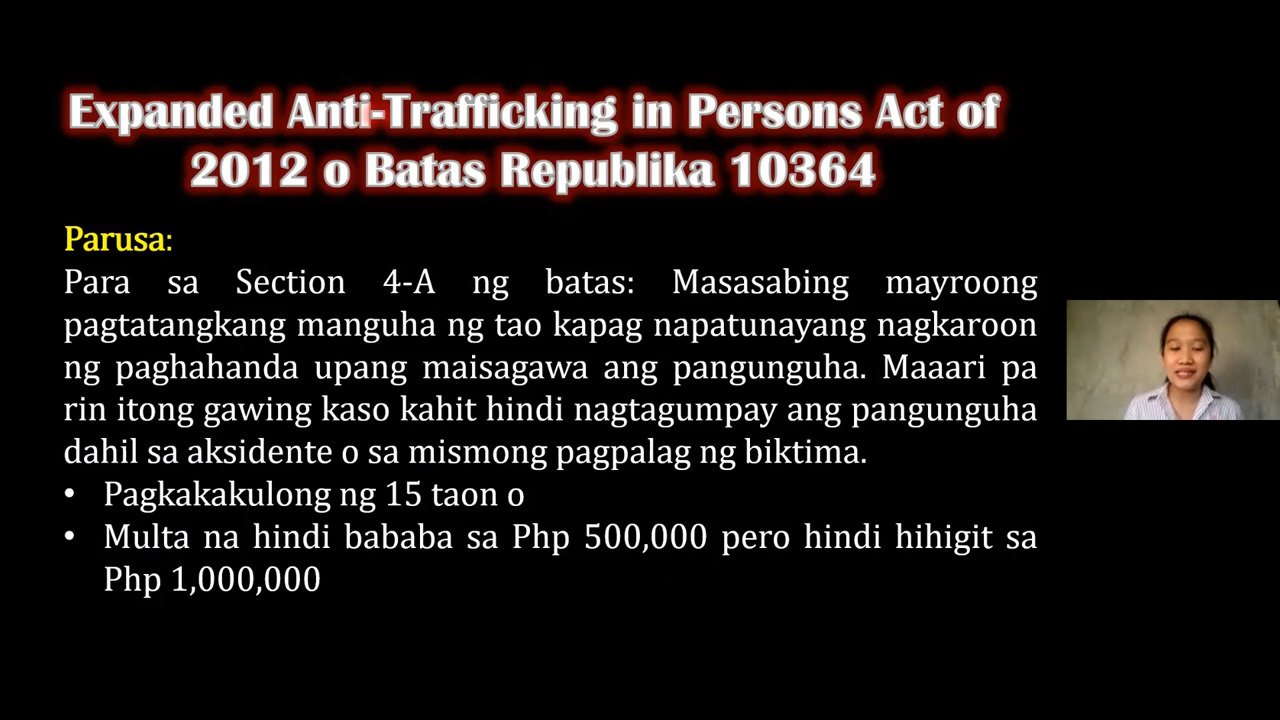 Expanded Anti-Trafficking in Persons Act of
2012 o Batas Republika 10364
Parusa:
Para sa Section 4-A ng batas: Masasabing mayroong
pagtatangkang manguha ng tao kapag napatunayang nagkaroon
ng paghahanda upang maisagawa ang pangunguha. Maaari pa
rin itong gawing kaso kahit hindi nagtagumpay ang pangunguha
dahil sa aksidente o sa mismong pagpalag ng biktima.
• Pagkakakulong ng 15 taon o
• Multa na hindi bababa sa Php 500,000 pero hindi hihigit sa
Php 1,000,000